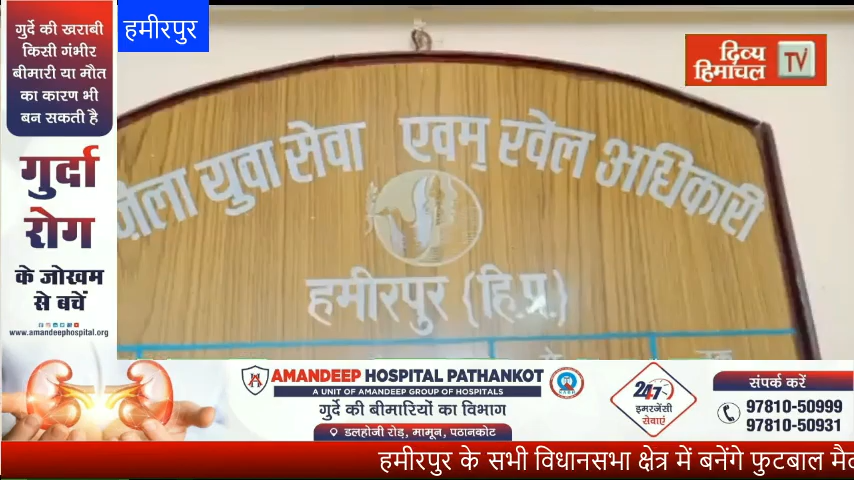 गुर्दे की खराबी
किसी गंभीर
बीमारी या मौत
का कारण भी
बन सकती है
गुर्दा
रोग
के जोखम
से बचें
www.amandeephospital.org
हमीरपुर
दिव्य
हिमांचल
TV
ज़िला युवा सेवा एवम् खेल अधिकारी
हमीरपुर (हि.प्र.)
AMANDEEP HOSPITAL PATHANKOT
A UNIT OF AMANDEEP GROUP OF HOSPITALS
गुर्दे की बीमारियों का विभाग
डलहोजी रोड़, मामून, पठानकोट
24x7
इमरजेंसी
सेवाएं
संपर्क करें
97810-50999
97810-50931
हमीरपुर के सभी विधानसभा क्षेत्र में बनेंगे फुटबाल